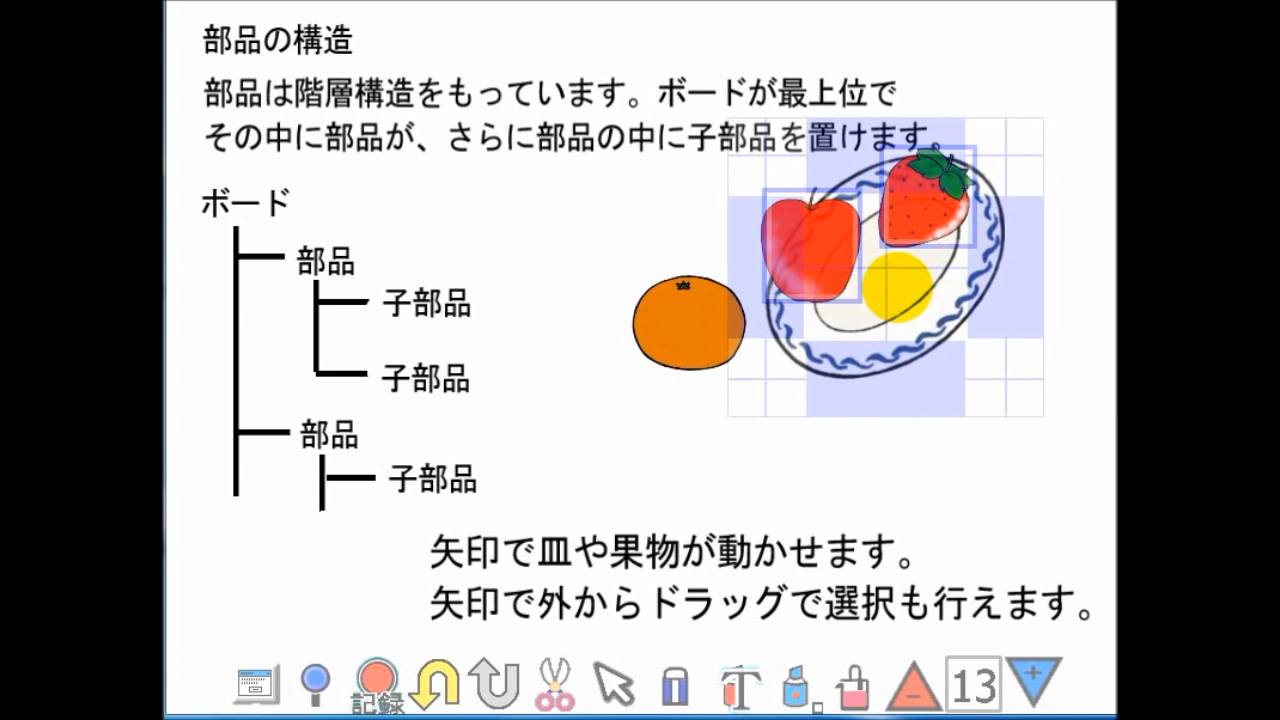 部品の構造
部品は階層構造をもっています。ボードが最上位で
その中に部品が、さらに部品の中に子部品を置けます。
ボード
部品
子部品
子部品
部品
子部品
矢印で皿や果物が動かせます。
矢印で外からドラッグで選択も行えます。
記録
T
13